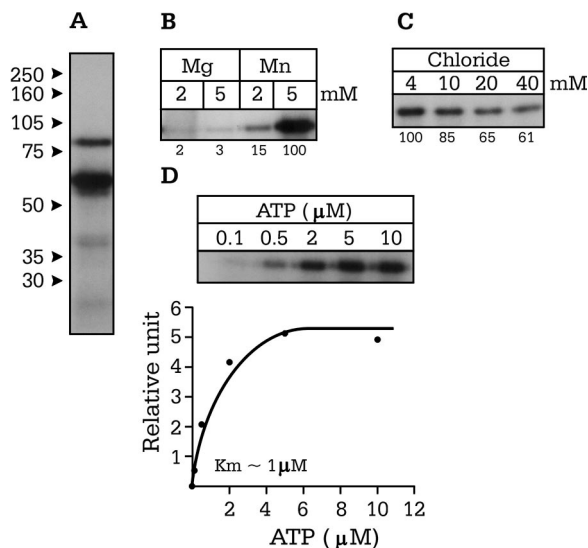 A
250
160
105
75
50
35
30
B
Mg Mn
2 5 2 5 mM
2 3 15 100
C
Chloride
4 10 20 40 mM
100 85 65 61
D
ATP (µM)
0.1 0.5 2 5 10
Relative unit
6
5
4
3
2
1
Km ~ 1µM
2 4 6 8 10 12
ATP (µM)